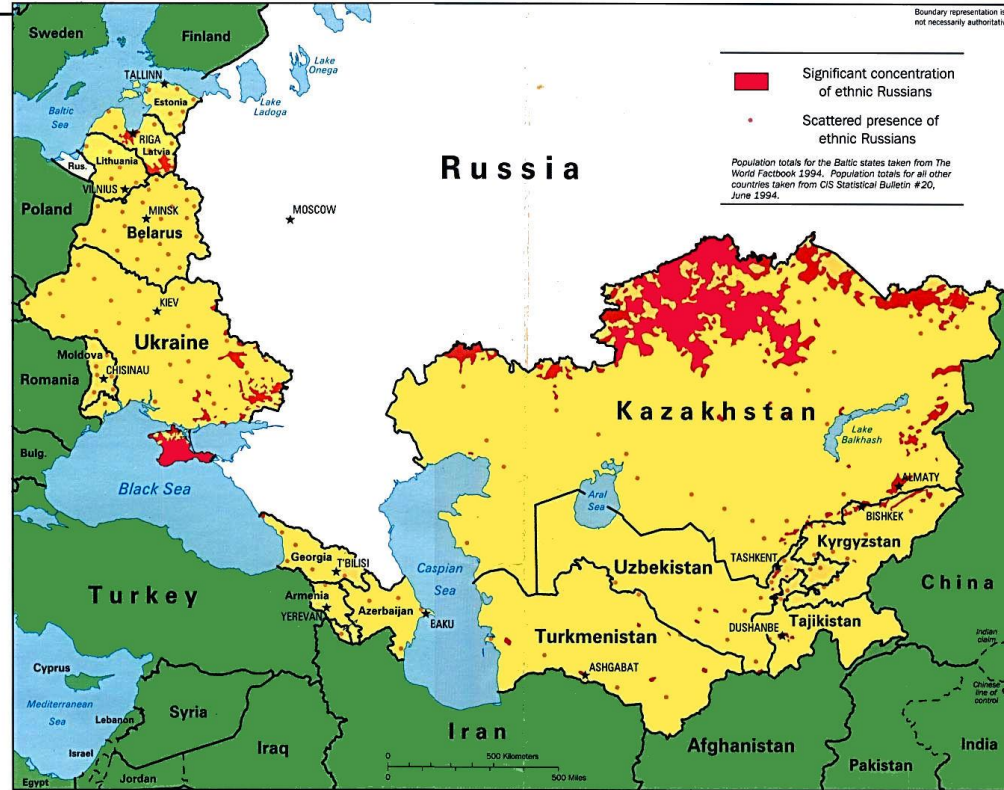 Boundary representation is
not necessarily authoritativ
Significant concentration
of ethnic Russians
Scattered presence of
ethnic Russians
Population totals for the Baltic states taken from The
World Factbook 1994. Population totals for all other
countries taken from CIS Statistical Bulletin #20,
June 1994.
Sweden
Finland
Lake
Onega
TALLINN
Lake
Ladoga
Estonia
Baltic
Sea
RIGA
Latvia
Lithuania
Rus.
Russia
VILNIUS
Poland
MINSK
MOSCOW
Belarus
KIEV
Ukraine
Moldova
CHISINAU
Romania
Kazakhstan
Lake
Balkhash
Bulg.
Black Sea
ALMATY
Aral
Sea
BISHKEK
Kyrgyzstan
Georgia
T'BILISI
Caspian
Sea
TASHKENT
Uzbekistan
China
Turkey
Armenia
YEREVAN
Azerbaijan
BAKU
DUSHANBE
Tajikistan
Turkmenistan
ASHGABAT
Indian
claim
Cyprus
Mediterranean
Sea
Lebanon
Syria
Chinese
line of
control
Israel
Iraq
Iran
Afghanistan
India
Pakistan
Egypt
Jordan
0
500 Kilometers
0
500 Miles